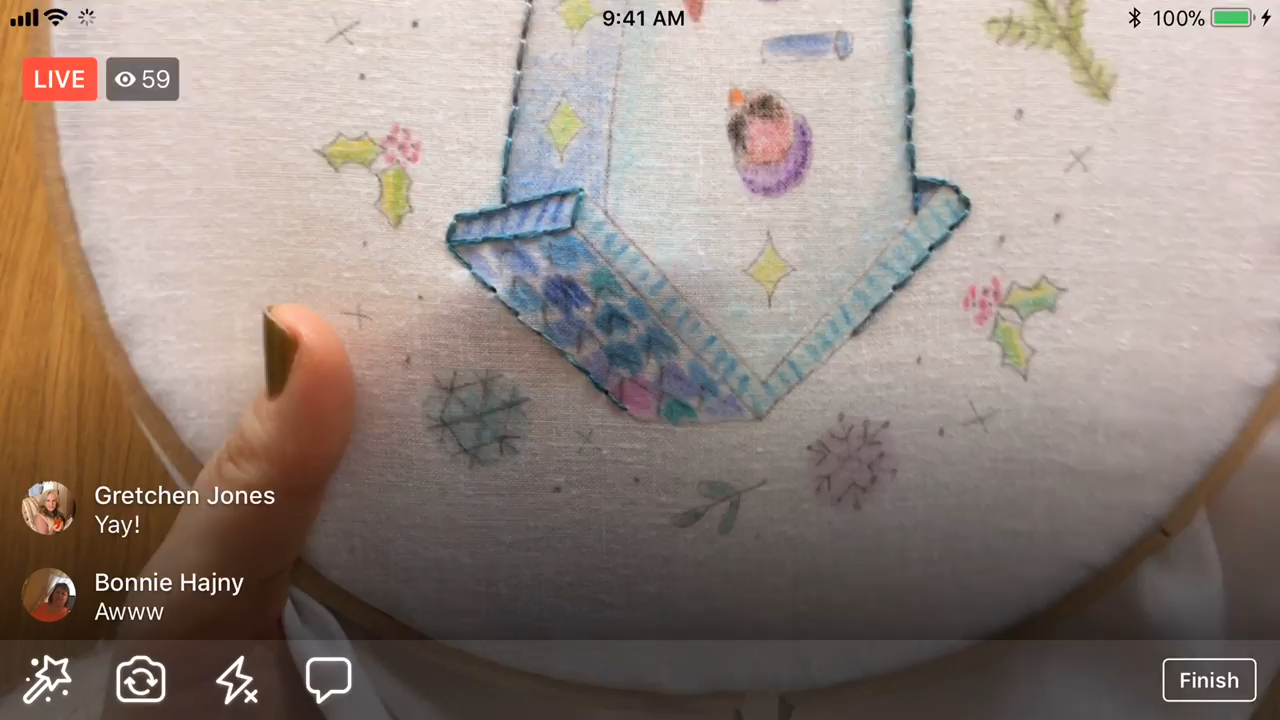 9:41 AM
100%
LIVE
59
Gretchen Jones
Yay!
Bonnie Hajny
Awww
Finish